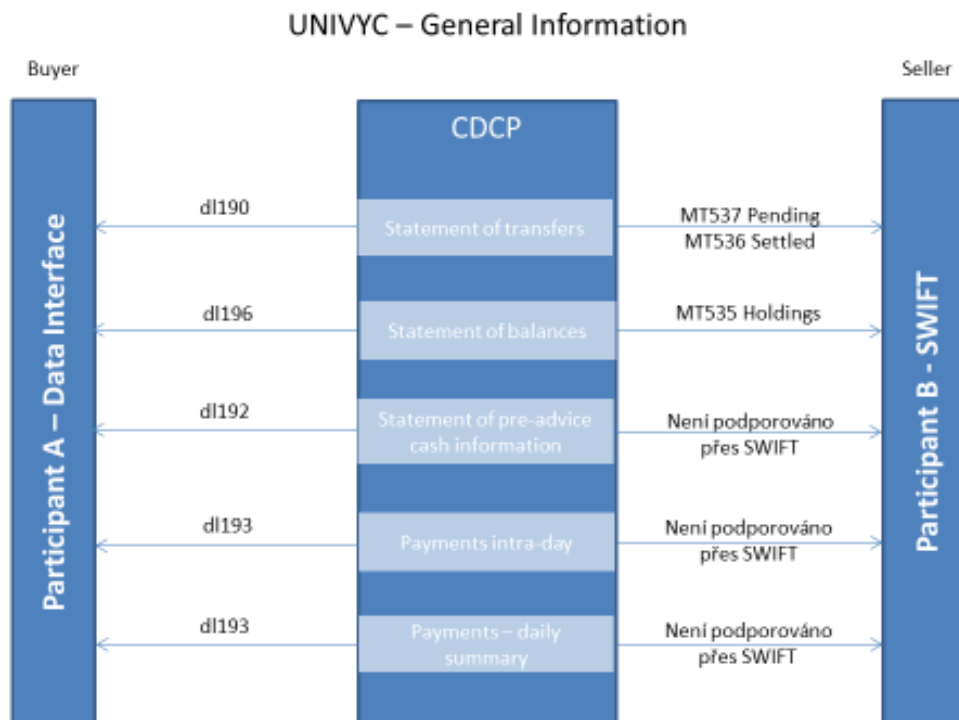 UNIVYC – General Information
Buyer
Seller
CDCP
Participant A – Data Interface
Participant B - SWIFT
dl190
Statement of transfers
MT537 Pending
MT536 Settled
dl196
Statement of balances
MT535 Holdings
dl192
Statement of pre-advice
cash information
Není podporováno
přes SWIFT
dl193
Payments intra-day
Není podporováno
přes SWIFT
dl193
Payments – daily
summary
Není podporováno
přes SWIFT